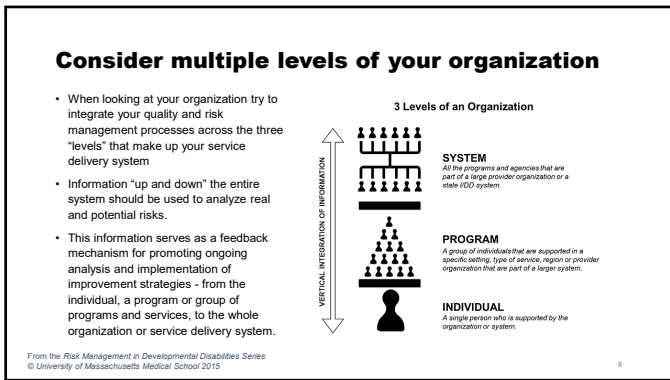 Consider multiple levels of your organization
• When looking at your organization try to
integrate your quality and risk
management processes across the three
"levels" that make up your service
delivery system
• Information "up and down" the entire
system should be used to analyze real
and potential risks.
• This information serves as a feedback
mechanism for promoting ongoing
analysis and implementation of
improvement strategies - from the
individual, a program or group of
programs and services, to the whole
organization or service delivery system.
3 Levels of an Organization
VERTICAL INTEGRATION OF INFORMATION
SYSTEM
All the programs and agencies that are
part of a large provider organization or a
state I/DD system.
PROGRAM
A group of individuals that are supported in a
specific setting, type of service, region or provider
organization that are part of a larger system.
INDIVIDUAL
A single person who is supported by the
organization or system.
From the Risk Management in Developmental Disabilities Series
© University of Massachusetts Medical School 2015
8